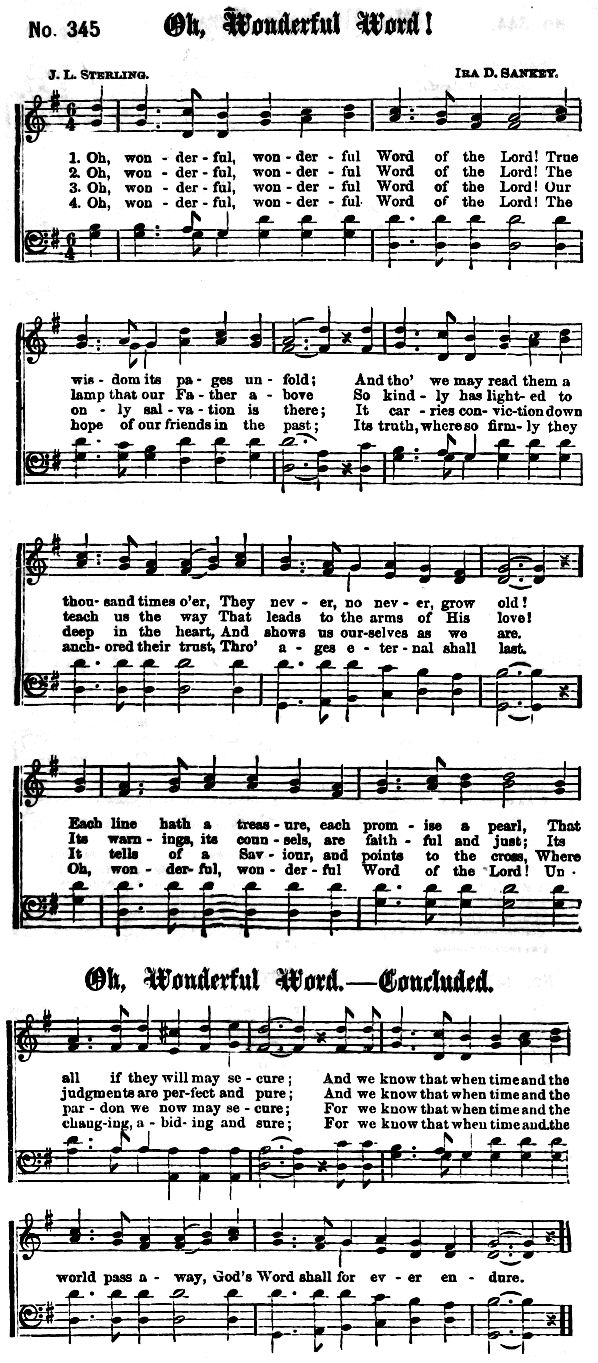 No. 345 Oh, Wonderful Word!
J. L. STERLING. IRA D. SANKEY.
1. Oh, won - der - ful, won - der - ful Word of the Lord! True
2. Oh, won - der - ful, won - der - ful Word of the Lord! The
3. Oh, won - der - ful, won - der - ful Word of the Lord! Our
4. Oh, won - der - ful, won - der - ful Word of the Lord! The
wis - dom its pa - ges un - fold; And tho' we may read them a
lamp that our Fa - ther a - bove So kind - ly has light - ed to
on - ly sal - va - tion is there; It car - ries con - vic - tion down
hope of our friends in the past; Its truth, where so firm - ly they
thou - sand times o'er, They nev - er, no nev - er, grow old!
teach us the way That leads to the arms of His love!
deep in the heart, And shows us our-selves as we are.
anch - ored their trust, Thro' a - ges e - ter - nal shall last.
Each line hath a treas - ure, each prom - ise a pearl, That
Its warn - ings, its coun - sels, are faith - ful and just; Its
It tells of a Sav - iour, and points to the cross, Where
Oh, won - der - ful, won - der - ful Word of the Lord! Un -
Oh, Wonderful Word.—Concluded.
all if they will may se - cure; And we know that when time and the
judgments are per - fect and pure; And we know that when time and the
par - don we now may se - cure; For we know that when time and the
chang - ing, a - bid - ing and sure; For we know that when time and the
world pass a - way, God's Word shall for ev - er en - dure.